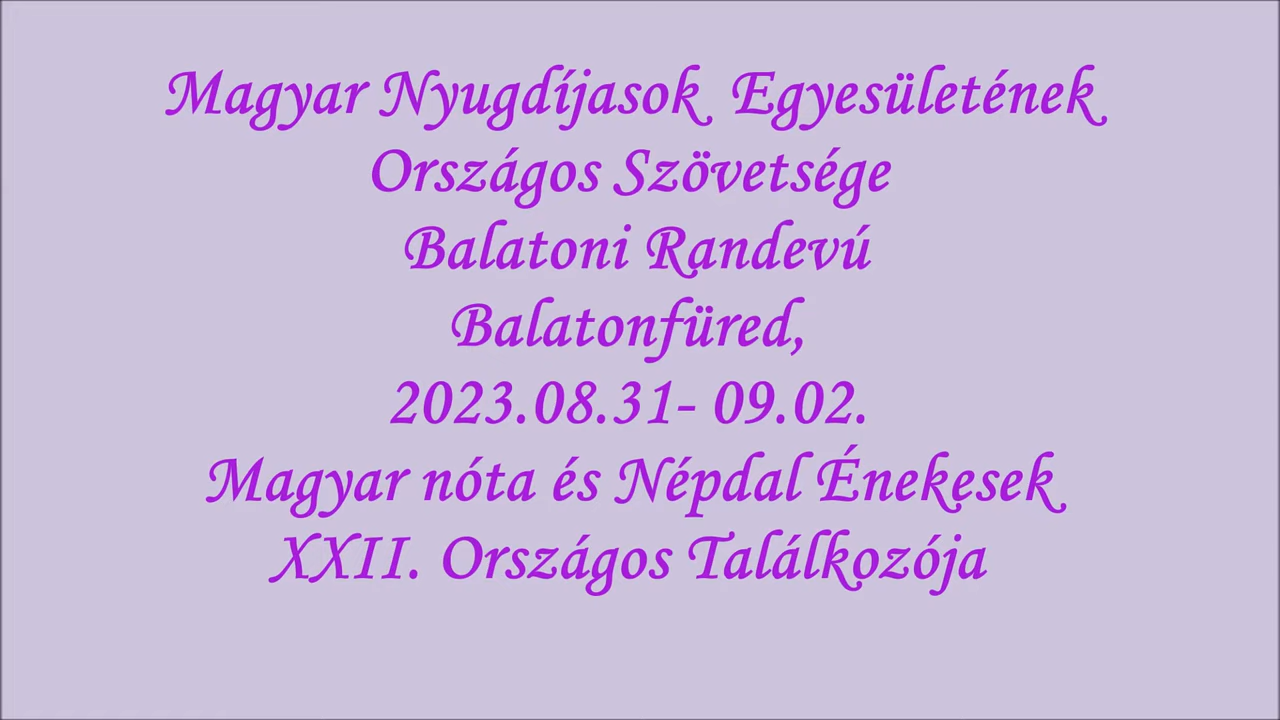 Magyar Nyugdíjasok Egyesületének
Országos Szövetsége
Balatoni Randevú
Balatonfüred,
2023.08.31- 09.02.
Magyar nóta és Népdal Énekesek
XXII. Országos Találkozója